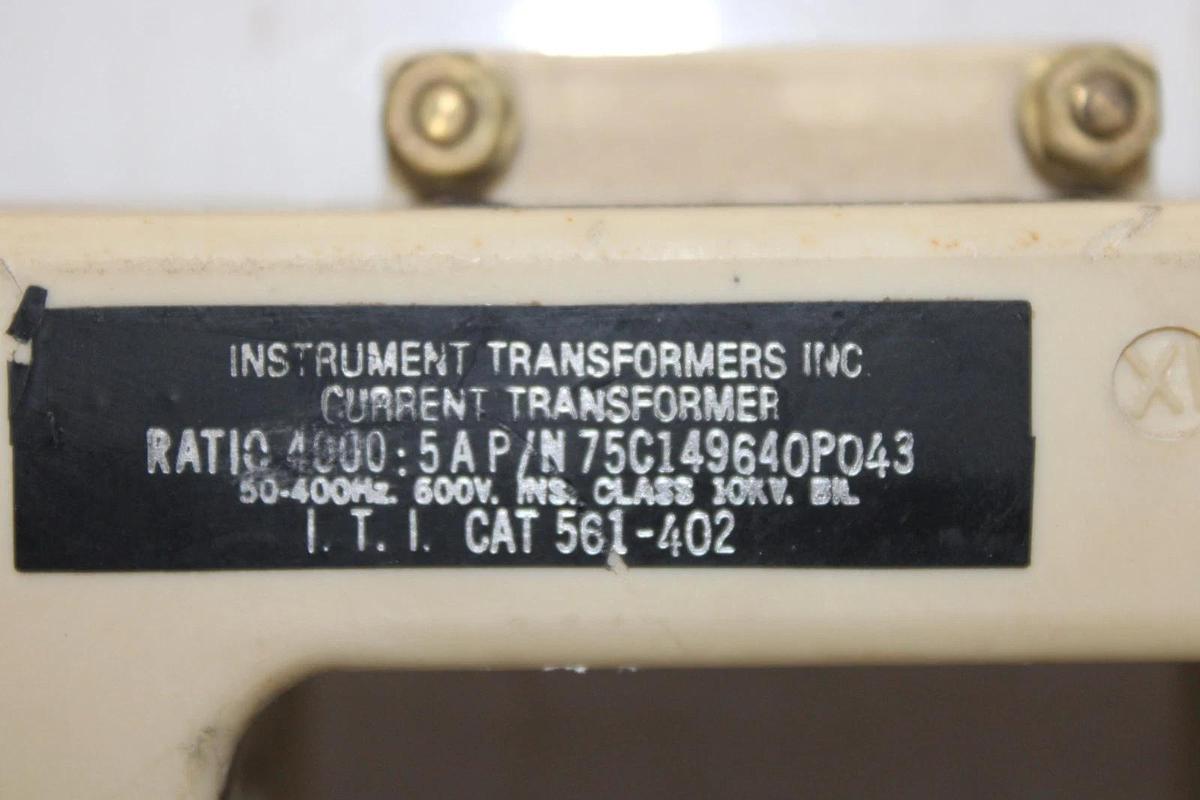 INSTRUMENT TRANSFORMERS INC.
CURRENT TRANSFORMER
RATIO 4000:5A P/N 75C149640P043
50-400Hz. 600V. INS. CLASS 10KV. BIL.
I. T. I. CAT 561-402
X1